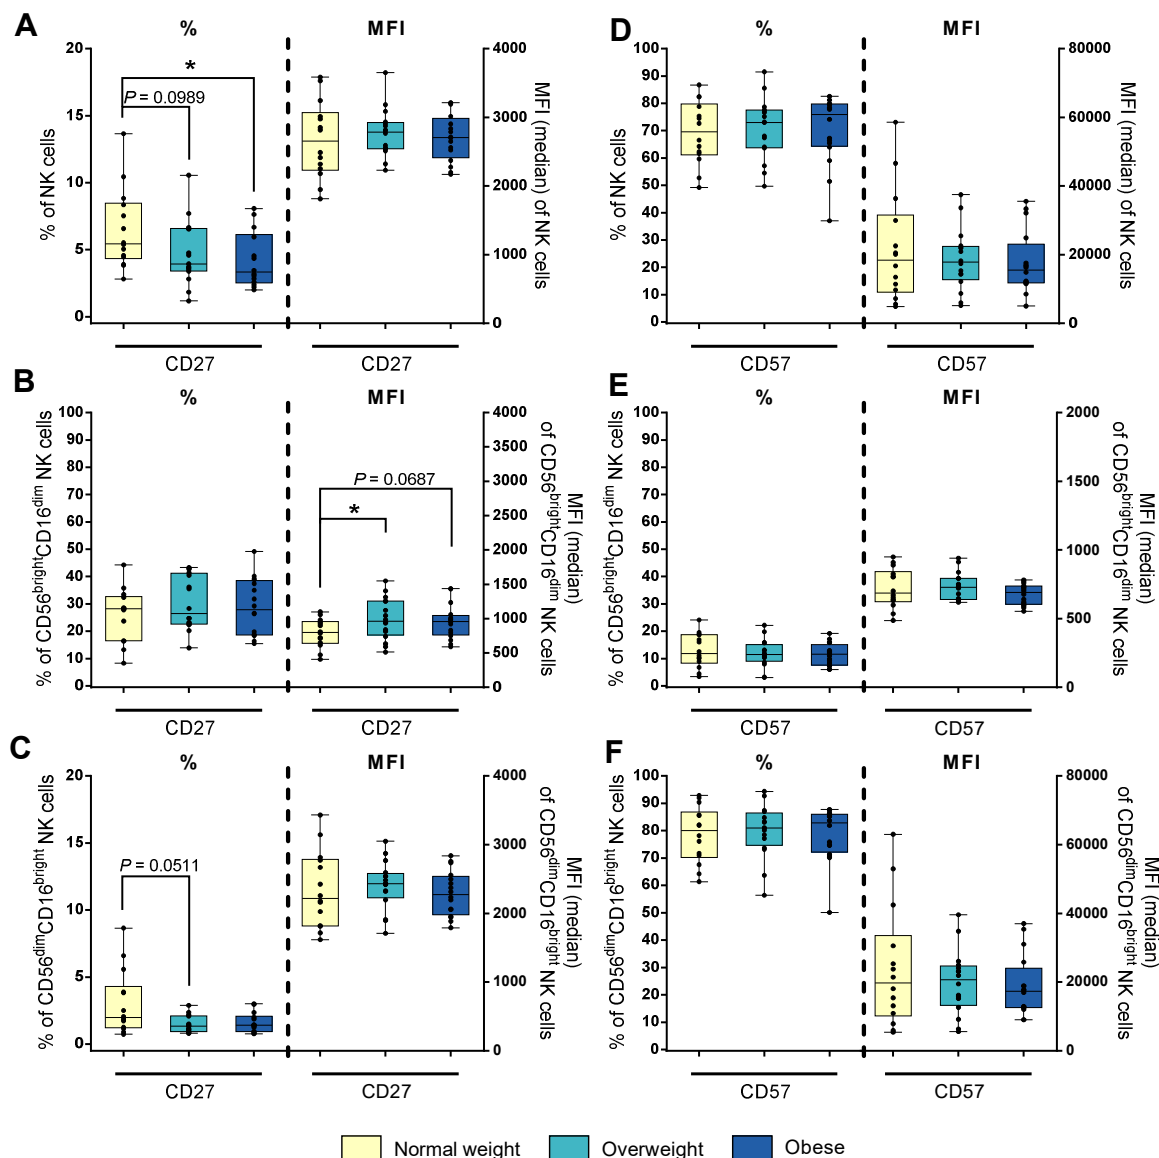 A
%
MFI
20
15
10
5
0
% of NK cells
*
P = 0.0989
4000
3000
2000
1000
0
MFI (median) of NK cells
CD27
CD27
D
%
MFI
100
90
80
70
60
50
40
30
20
10
0
% of NK cells
80000
60000
40000
20000
0
MFI (median) of NK cells
CD57
CD57
B
%
MFI
100
90
80
70
60
50
40
30
20
10
0
% of CD56brightCD16dim NK cells
P = 0.0687
*
4000
3500
3000
2500
2000
1500
1000
500
0
MFI (median)
of CD56brightCD16dim NK cells
CD27
CD27
E
%
MFI
100
90
80
70
60
50
40
30
20
10
0
% of CD56brightCD16dim NK cells
2000
1500
1000
500
0
MFI (median)
of CD56brightCD16dim NK cells
CD57
CD57
C
%
MFI
20
15
10
5
0
% of CD56dimCD16bright NK cells
P = 0.0511
4000
3000
2000
1000
0
MFI (median)
of CD56dimCD16bright NK cells
CD27
CD27
F
%
MFI
100
90
80
70
60
50
40
30
20
10
0
% of CD56dimCD16bright NK cells
80000
60000
40000
20000
0
MFI (median)
of CD56dimCD16bright NK cells
CD57
CD57
Normal weight
Overweight
Obese